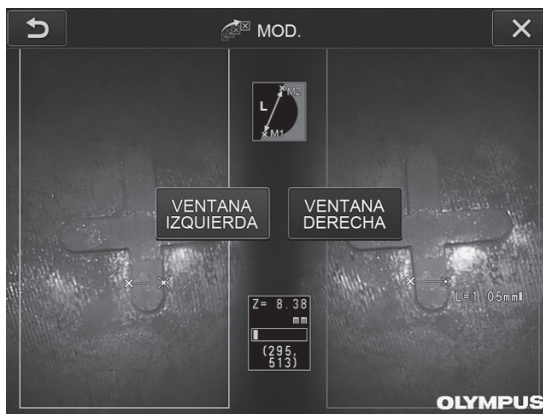 MOD.
L
M2
M1
VENTANA
IZQUIERDA
VENTANA
DERECHA
L=1.05mm
Z= 8.38
mm
(295,
513)
OLYMPUS